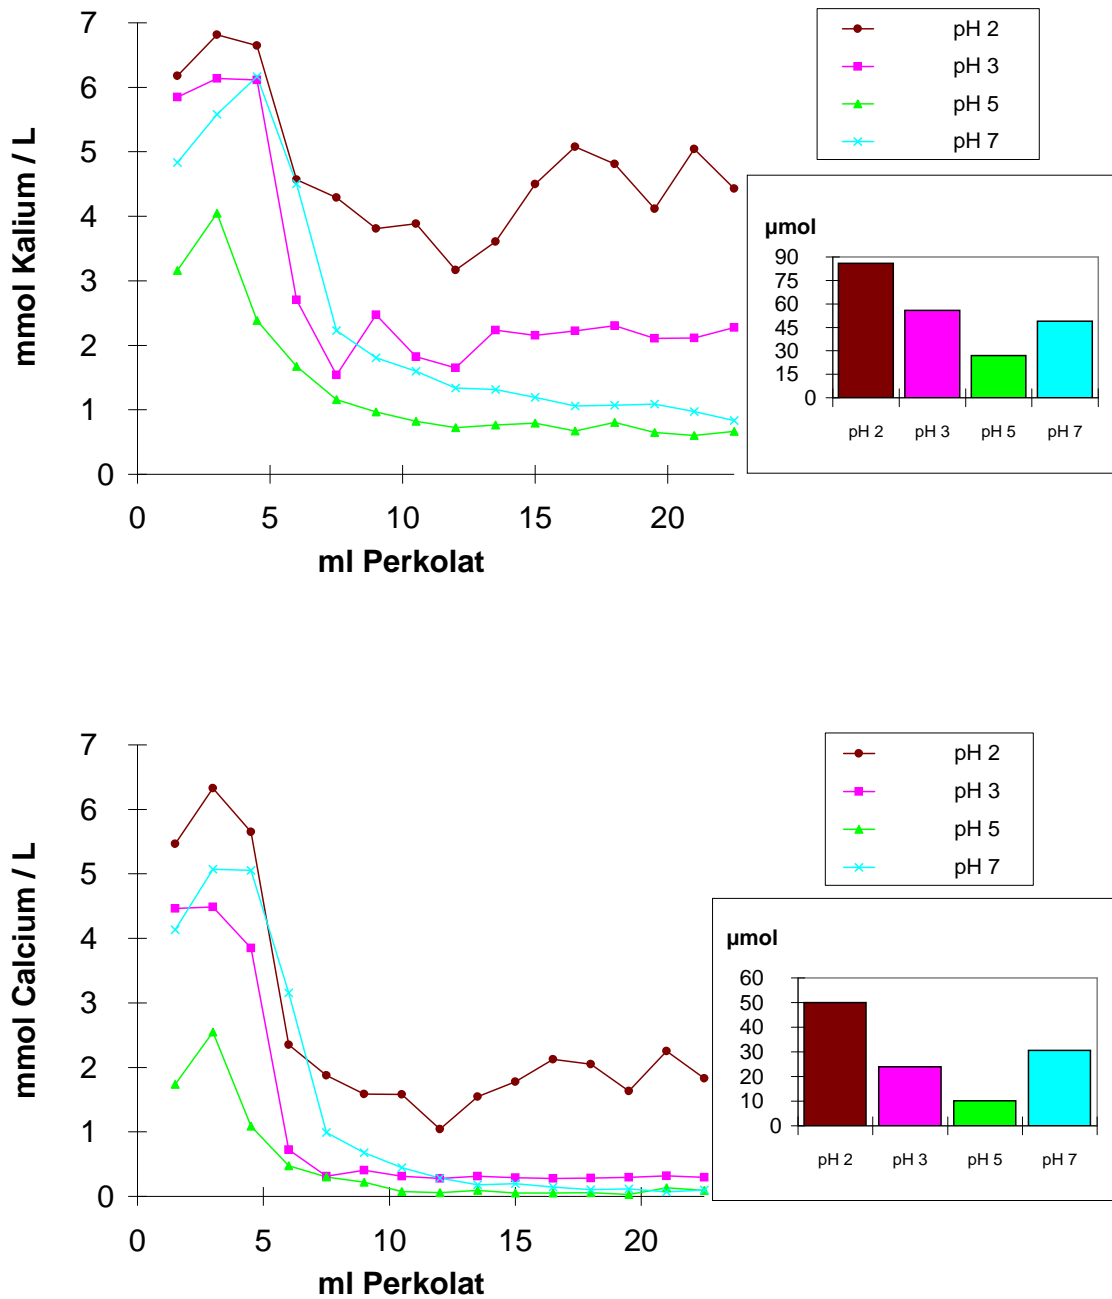 mmol Kalium / L
7
6
5
4
3
2
1
0
0 5 10 15 20
ml Perkolat
pH 2
pH 3
pH 5
pH 7
µmol
90
75
60
45
30
15
0
pH 2 pH 3 pH 5 pH 7
mmol Calcium / L
7
6
5
4
3
2
1
0
0 5 10 15 20
ml Perkolat
pH 2
pH 3
pH 5
pH 7
µmol
60
50
40
30
20
10
0
pH 2 pH 3 pH 5 pH 7